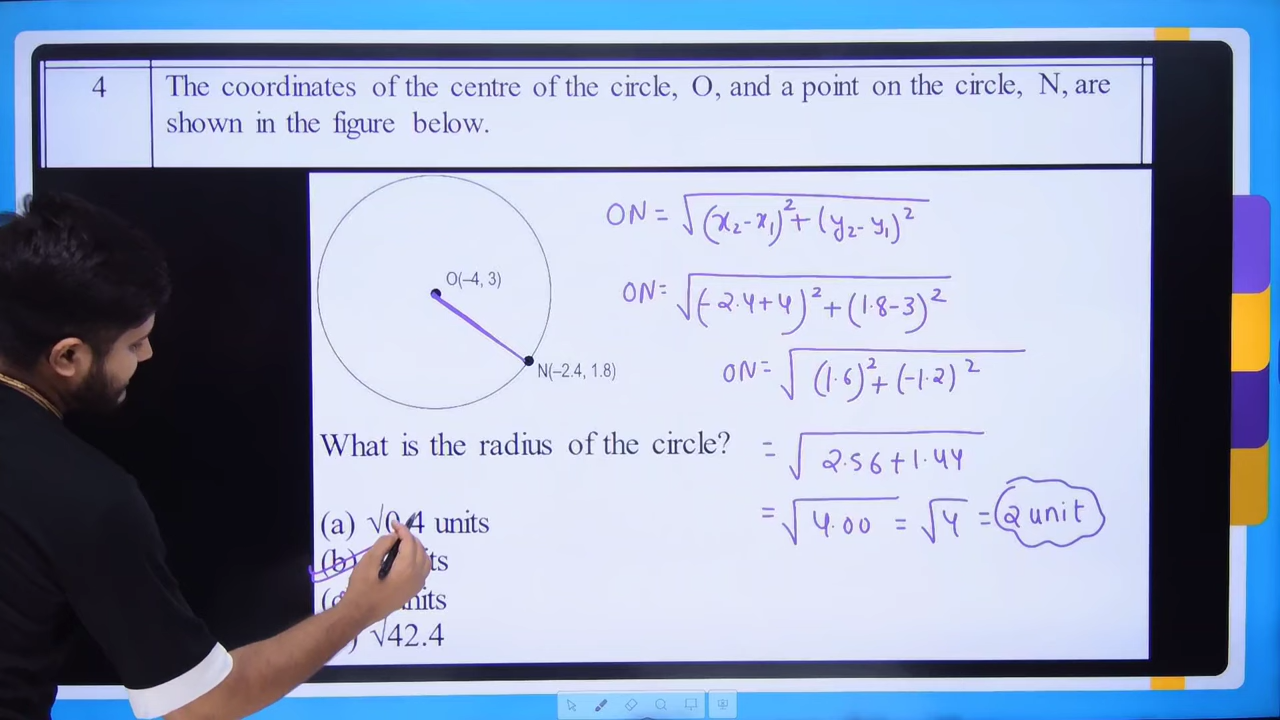 4
The coordinates of the centre of the circle, O, and a point on the circle, N, are
shown in the figure below.
O(–4, 3)
N(–2.4, 1.8)
ON = √(x₂-x₁)² + (y₂-y₁)²
ON = √(-2.4+4)² + (1.8-3)²
ON = √(1.6)² + (-1.2)²
= √2.56+1.44
= √4.00 = √4 = 2 unit
What is the radius of the circle?
(a) √0.4 units
(b)
√42.4